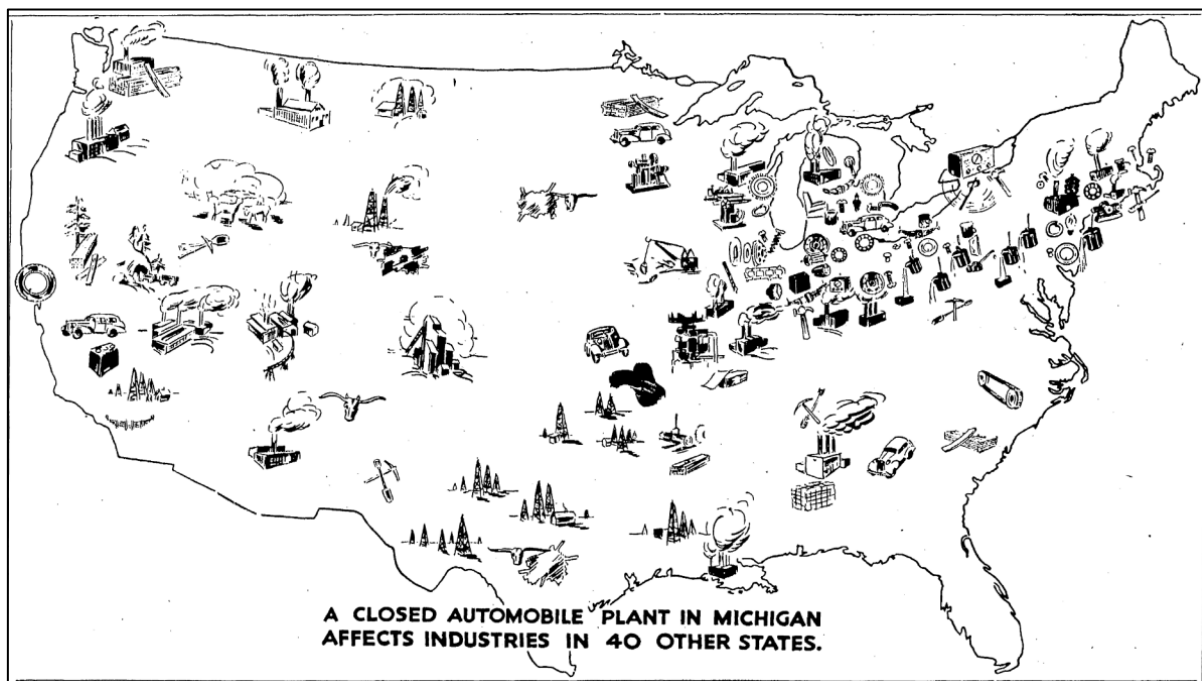 A CLOSED AUTOMOBILE PLANT IN MICHIGAN
AFFECTS INDUSTRIES IN 40 OTHER STATES.